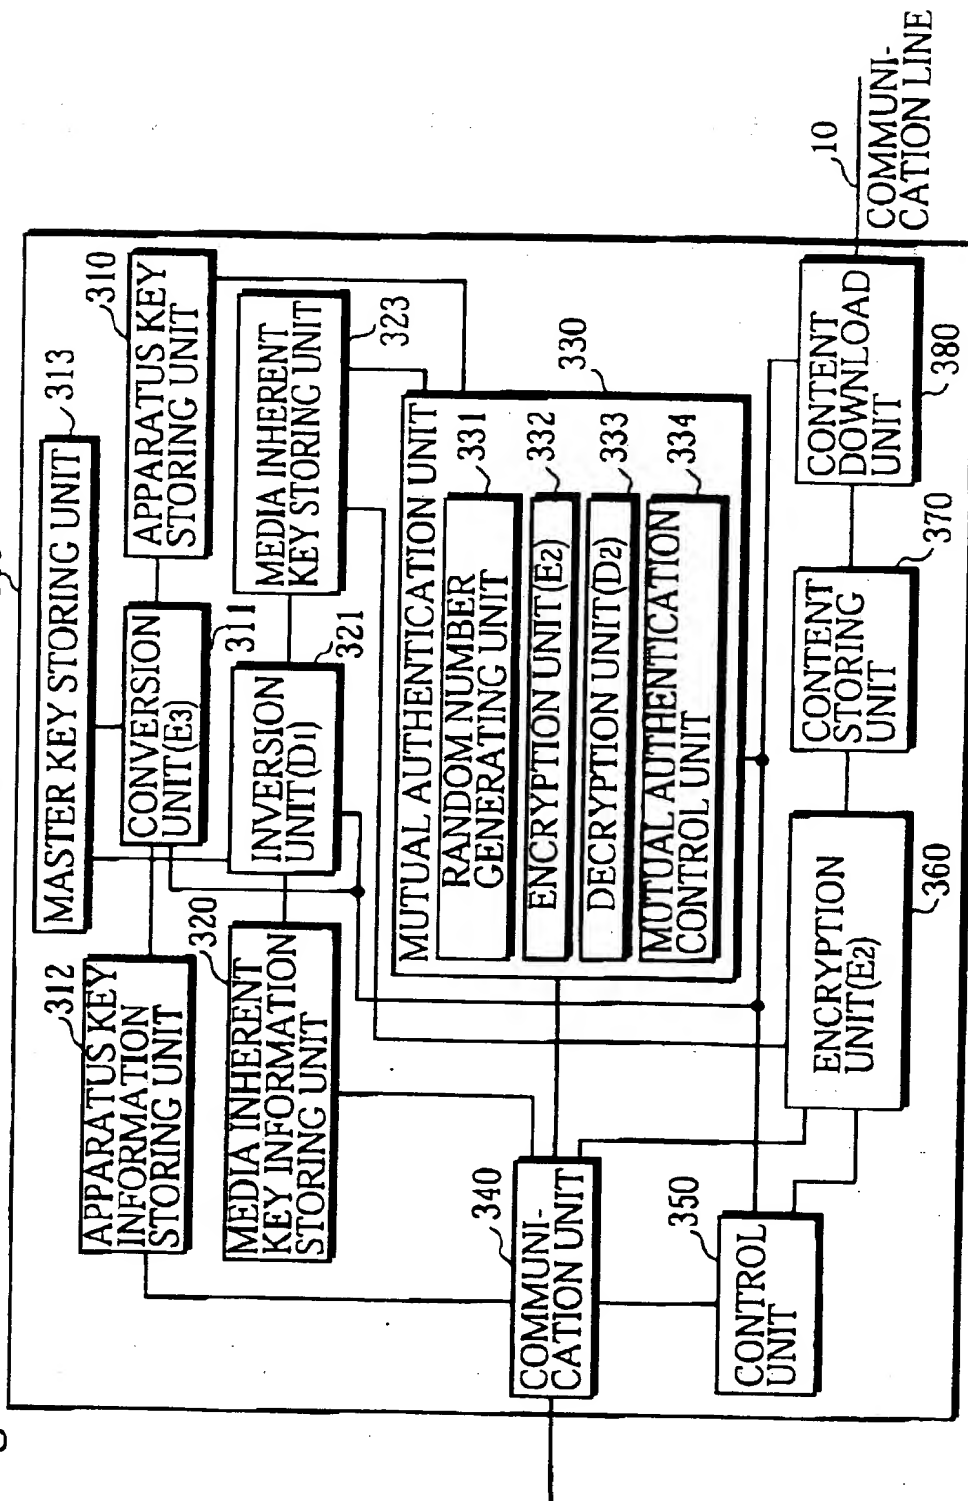 MASTER KEY STORING UNIT
313
310
APPARATUS KEY
STORING UNIT
CONVERSION
UNIT(E3)
311
312
APPARATUS KEY
INFORMATION
STORING UNIT
MEDIA INHERENT
KEY STORING UNIT
323
INVERSION
UNIT(D1)
321
320
MEDIA INHERENT
KEY INFORMATION
STORING UNIT
330
MUTUAL AUTHENTICATION UNIT
RANDOM NUMBER
GENERATING UNIT
331
ENCRYPTION UNIT(E2)
332
DECRYPTION UNIT(D2)
333
MUTUAL AUTHENTICATION
CONTROL UNIT
334
340
COMMUNI-
CATION UNIT
350
CONTROL
UNIT
ENCRYPTION
UNIT(E2)
360
CONTENT
STORING
UNIT
370
CONTENT
DOWNLOAD
UNIT
380
10
COMMUNI-
CATION LINE